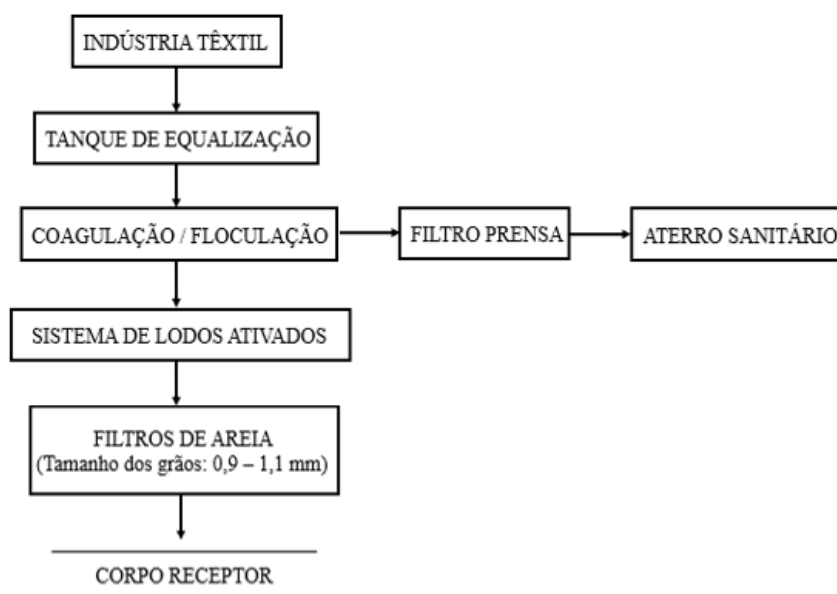 INDÚSTRIA TÊXTIL
TANQUE DE EQUALIZAÇÃO
COAGULAÇÃO / FLOCULAÇÃO
FILTRO PRENSA
ATERRO SANITÁRIO
SISTEMA DE LODOS ATIVADOS
FILTROS DE AREIA
(Tamanho dos grãos: 0,9 – 1,1 mm)
CORPO RECEPTOR